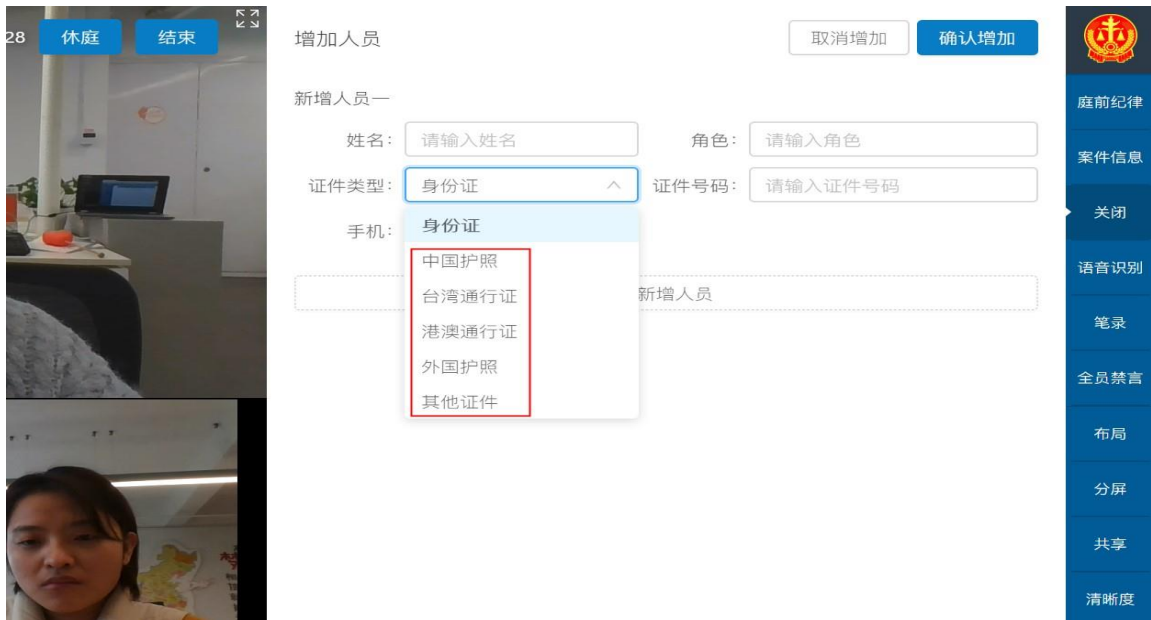 28 休庭 结束
增加人员 取消增加 确认增加
新增人员一
姓名: 请输入姓名 角色: 请输入角色
证件类型: 身份证 证件号码: 请输入证件号码
手机:
身份证
中国护照
台湾通行证
港澳通行证
外国护照
其他证件
新增人员
庭前纪律
案件信息
关闭
语音识别
笔录
全员禁言
布局
分屏
共享
清晰度